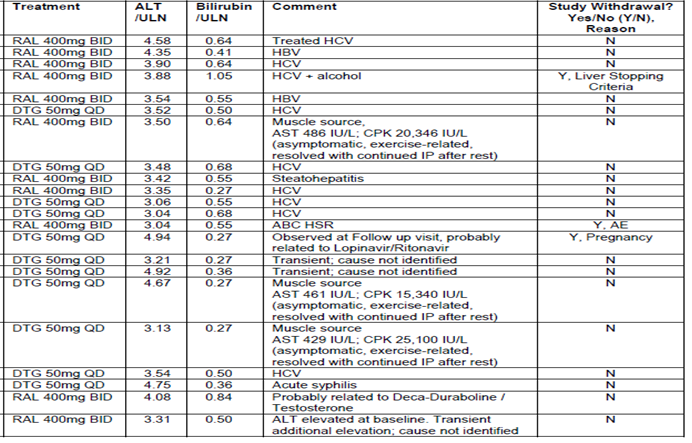 Treatment ALT /ULN Bilirubin /ULN Comment Study Withdrawal? Yes/No (Y/N), Reason
RAL 400mg BID 4.58 0.64 Treated HCV N
RAL 400mg BID 4.35 0.41 HBV N
RAL 400mg BID 3.90 0.64 HCV N
RAL 400mg BID 3.88 1.05 HCV + alcohol Y, Liver Stopping Criteria
RAL 400mg BID 3.54 0.55 HBV N
DTG 50mg QD 3.52 0.50 HCV N
RAL 400mg BID 3.50 0.64 Muscle source, N
AST 486 IU/L; CPK 20,346 IU/L
(asymptomatic, exercise-related,
resolved with continued IP after rest)
DTG 50mg QD 3.48 0.68 HCV N
RAL 400mg BID 3.42 0.55 Steatohepatitis N
RAL 400mg BID 3.35 0.27 HCV N
DTG 50mg QD 3.06 0.55 HCV N
DTG 50mg QD 3.04 0.68 HCV N
RAL 400mg BID 3.04 0.55 ABC HSR Y, AE
DTG 50mg QD 4.94 0.27 Observed at Follow up visit, probably Y, Pregnancy
related to Lopinavir/Ritonavir
DTG 50mg QD 3.21 0.27 Transient; cause not identified N
DTG 50mg QD 4.92 0.36 Transient; cause not identified N
DTG 50mg QD 4.67 0.27 Muscle source N
AST 461 IU/L; CPK 15,340 IU/L
(asymptomatic, exercise-related,
resolved with continued IP after rest)
DTG 50mg QD 3.13 0.27 Muscle source N
AST 429 IU/L; CPK 25,100 IU/L
(asymptomatic, exercise-related,
resolved with continued IP after rest)
DTG 50mg QD 3.54 0.50 HCV N
DTG 50mg QD 4.75 0.36 Acute syphilis N
RAL 400mg BID 4.08 0.84 Probably related to Deca-Duraboline / N
Testosterone
RAL 400mg BID 3.31 0.50 ALT elevated at baseline. Transient N
additional elevation; cause not identified